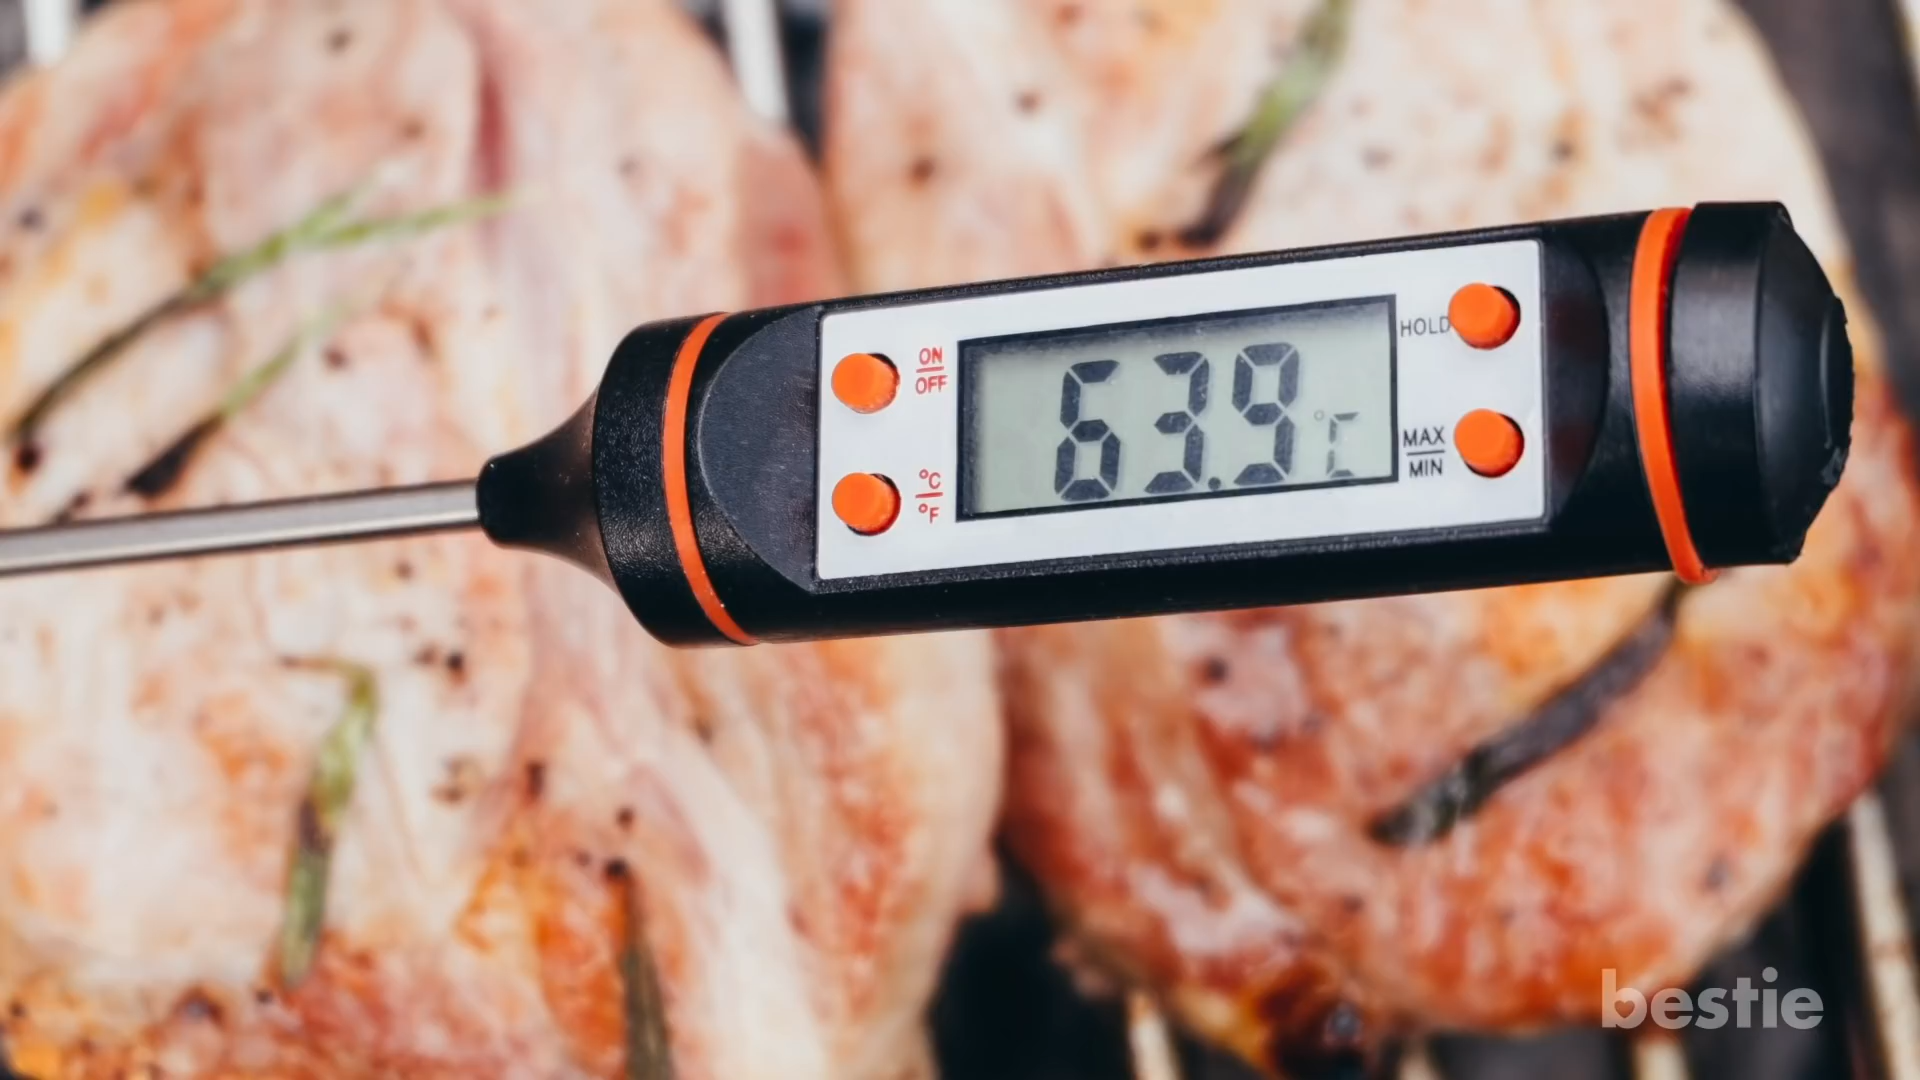 ON
OFF
°C
°F
63.9 °C
HOLD
MAX
MIN
bestie